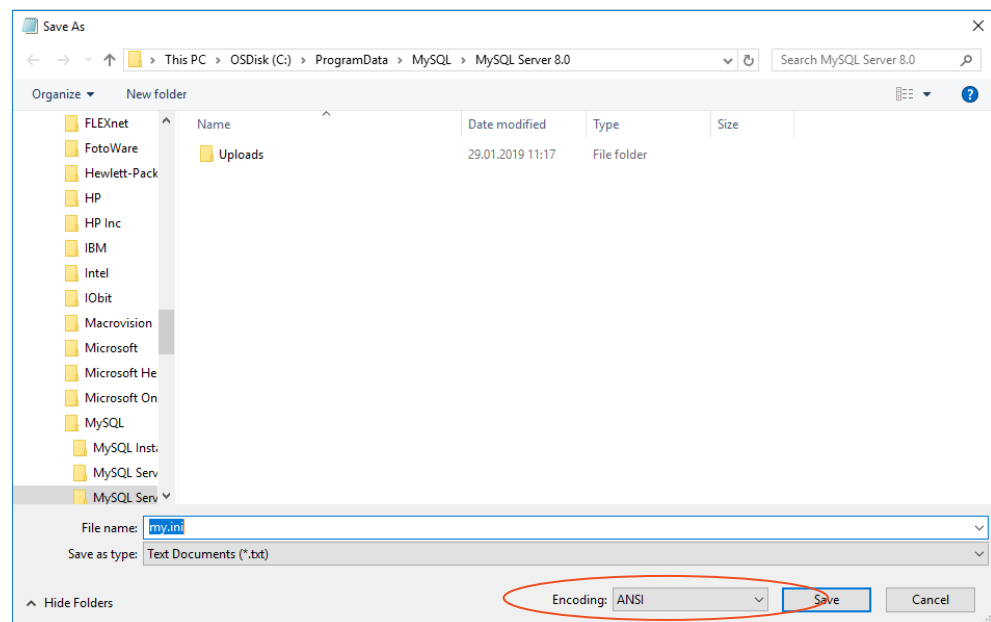 Save As
This PC > OSDisk (C:) > ProgramData > MySQL > MySQL Server 8.0
Search MySQL Server 8.0
Organize
New folder
FLEXnet
Name
Date modified
Type
Size
FotoWare
Uploads
29.01.2019 11:17
File folder
Hewlett-Pack
HP
HP Inc
IBM
Intel
IObit
Macrovision
Microsoft
Microsoft He
Microsoft On
MySQL
MySQL Insta
MySQL Serv
MySQL Serv
File name: my.ini
Save as type: Text Documents (*.txt)
Hide Folders
Encoding: ANSI
Save
Cancel